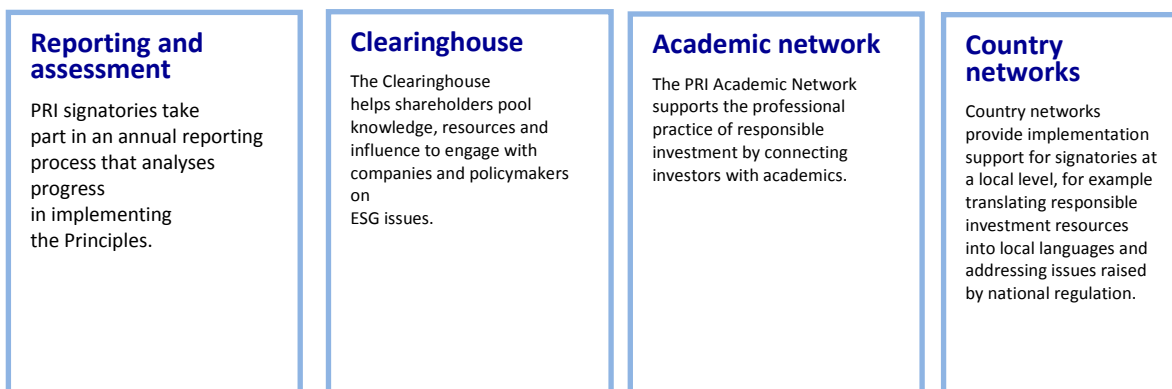 Reporting and
assessment
PRI signatories take
part in an annual reporting
process that analyses
progress
in implementing
the Principles.
Clearinghouse
The Clearinghouse
helps shareholders pool
knowledge, resources and
influence to engage with
companies and policymakers
on
ESG issues.
Academic network
The PRI Academic Network
supports the professional
practice of responsible
investment by connecting
investors with academics.
Country
networks
Country networks
provide implementation
support for signatories at
a local level, for example
translating responsible
investment resources
into local languages and
addressing issues raised
by national regulation.